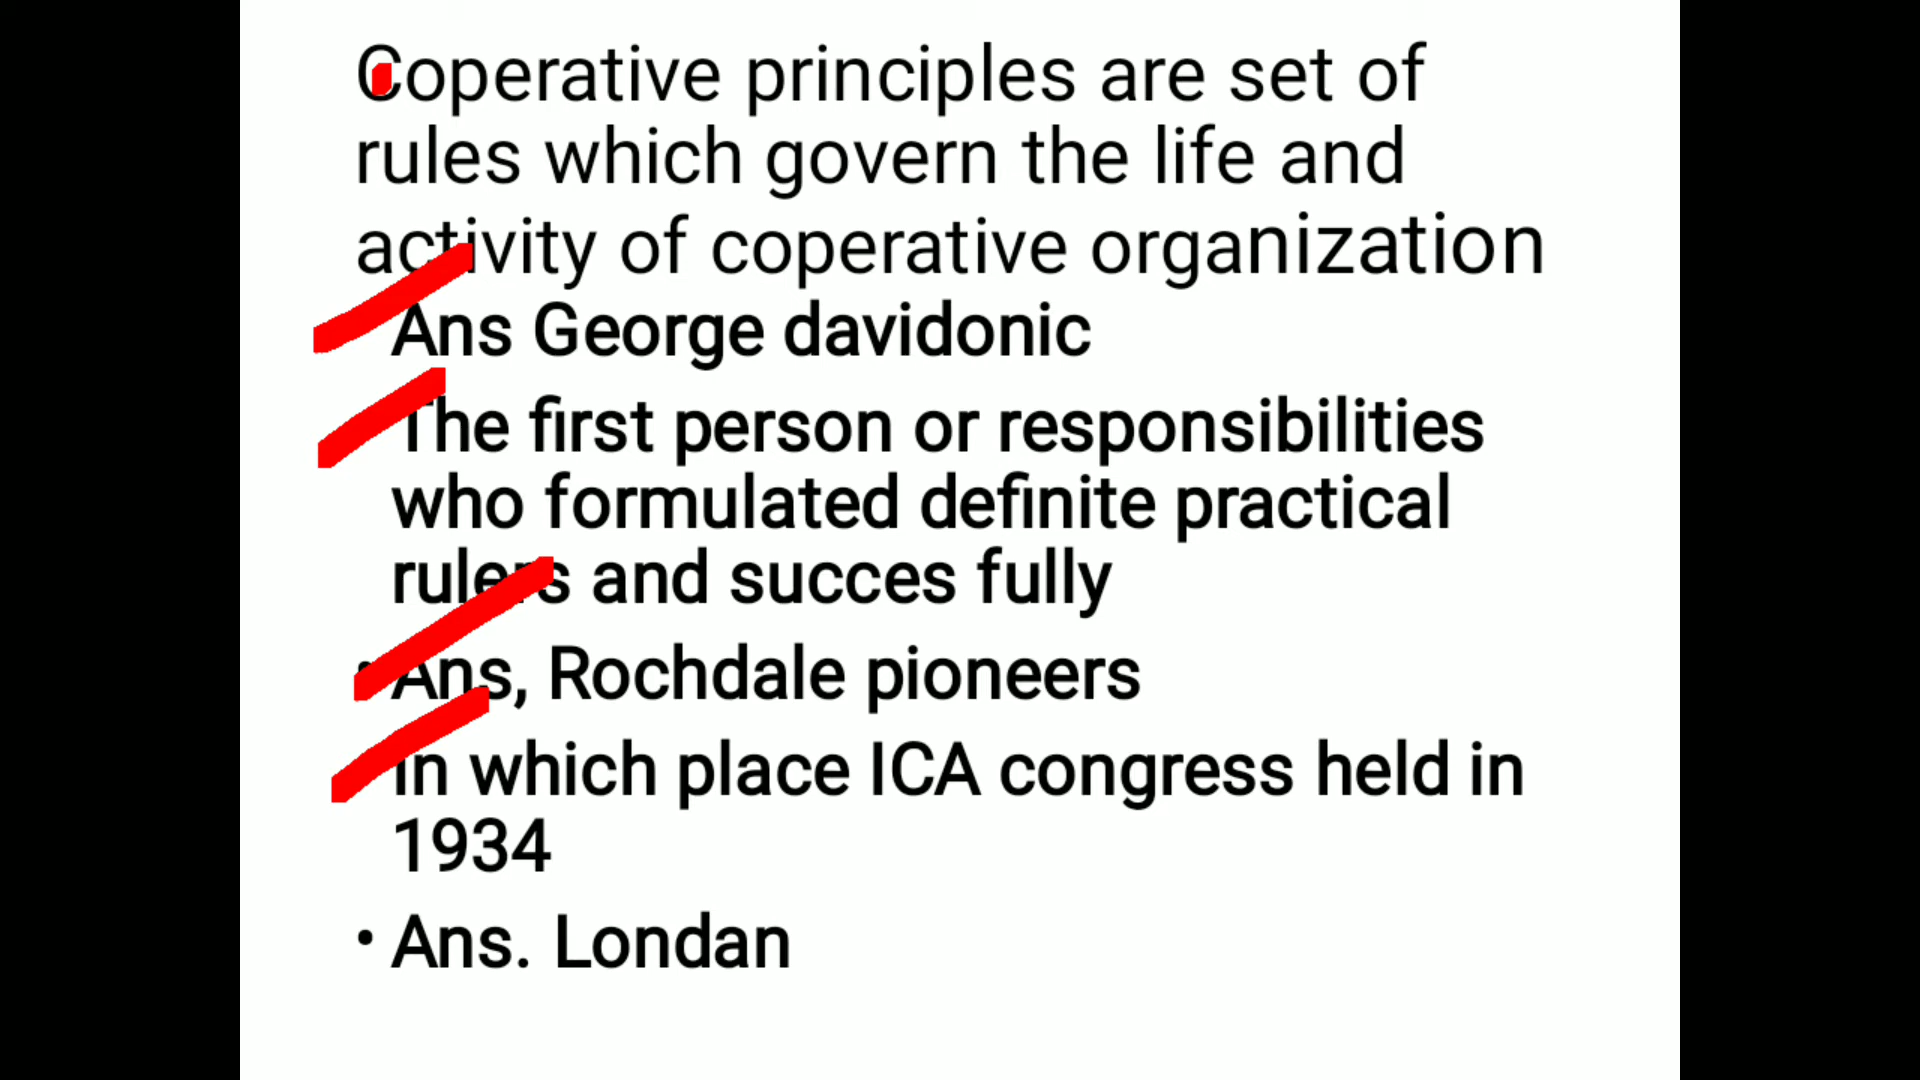 Coperative principles are set of
rules which govern the life and
activity of coperative organization
Ans George davidonic
The first person or responsibilities
who formulated definite practical
rulers and succes fully
• Ans, Rochdale pioneers
In which place ICA congress held in
1934
• Ans. Londan